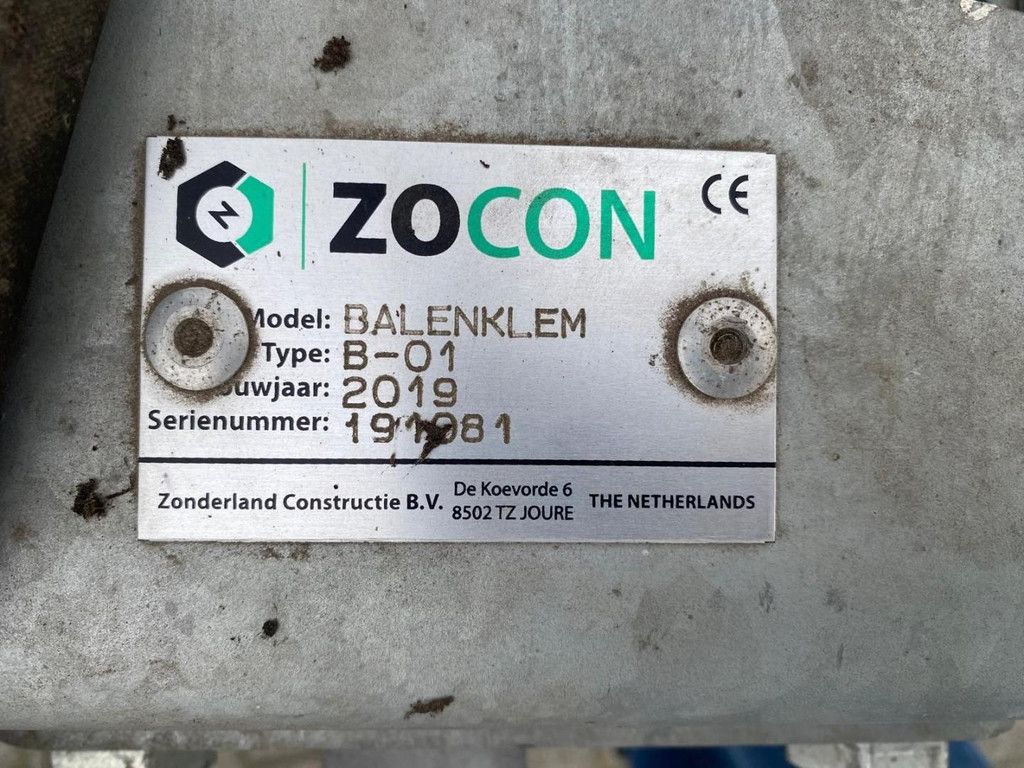 Z
ZOCON
CE
Model: BALENKLEM
Type: B-01
uwjaar: 2019
Serienummer:
Zonderland Constructie B.V.
De Koevorde 6
8502 TZ JOURE
THE NETHERLANDS